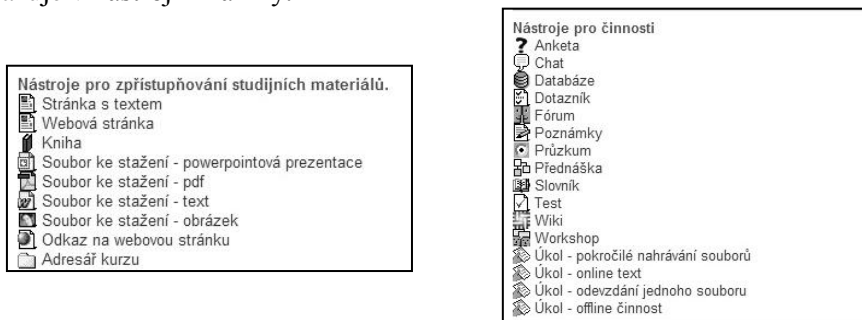 Nástroje pro zpřístupňování studijních materiálů.
Stránka s textem
Webová stránka
Kniha
Soubor ke stažení - powerpointová prezentace
Soubor ke stažení - pdf
Soubor ke stažení - text
Soubor ke stažení - obrázek
Odkaz na webovou stránku
Adresář kurzu
Nástroje pro činnosti
Anketa
Chat
Databáze
Dotazník
Fórum
Poznámky
Průzkum
Přednáška
Slovník
Test
Wiki
Workshop
Úkol - pokročilé nahrávání souborů
Úkol - online text
Úkol - odevzdání jednoho souboru
Úkol - offline činnost